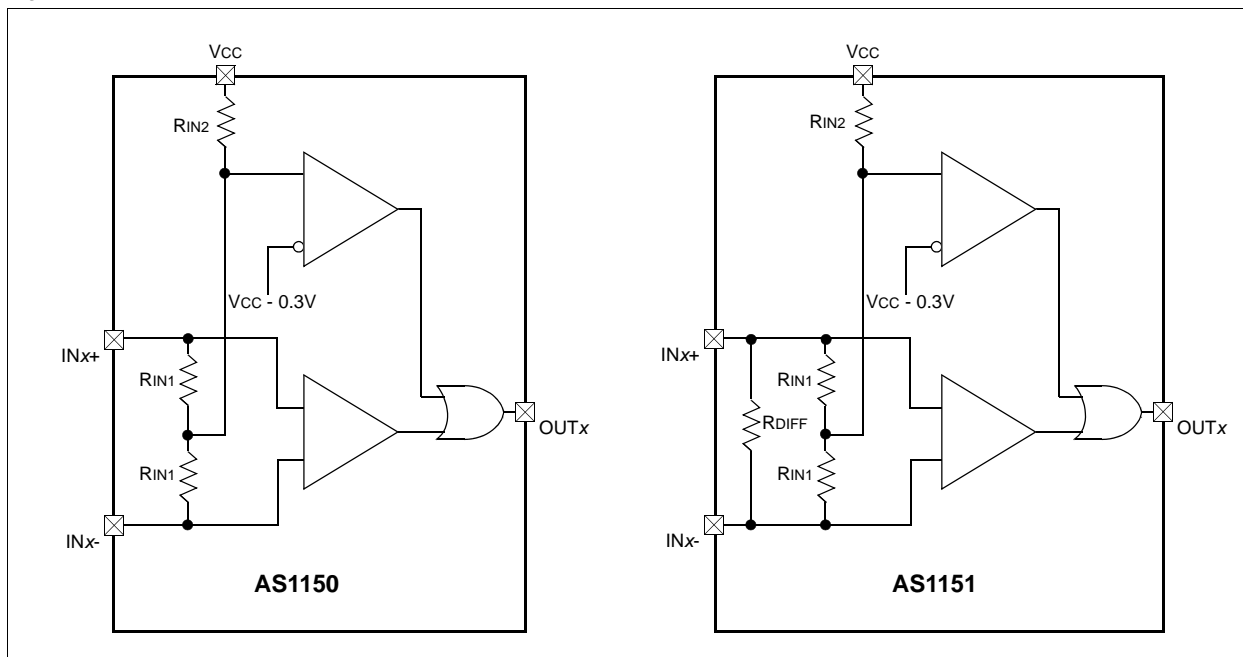 VCC
RIN2
VCC - 0.3V
INx+
RIN1
RIN1
INx-
OUTx
AS1150
VCC
RIN2
VCC - 0.3V
INx+
RIN1
RDIFF
RIN1
INx-
OUTx
AS1151